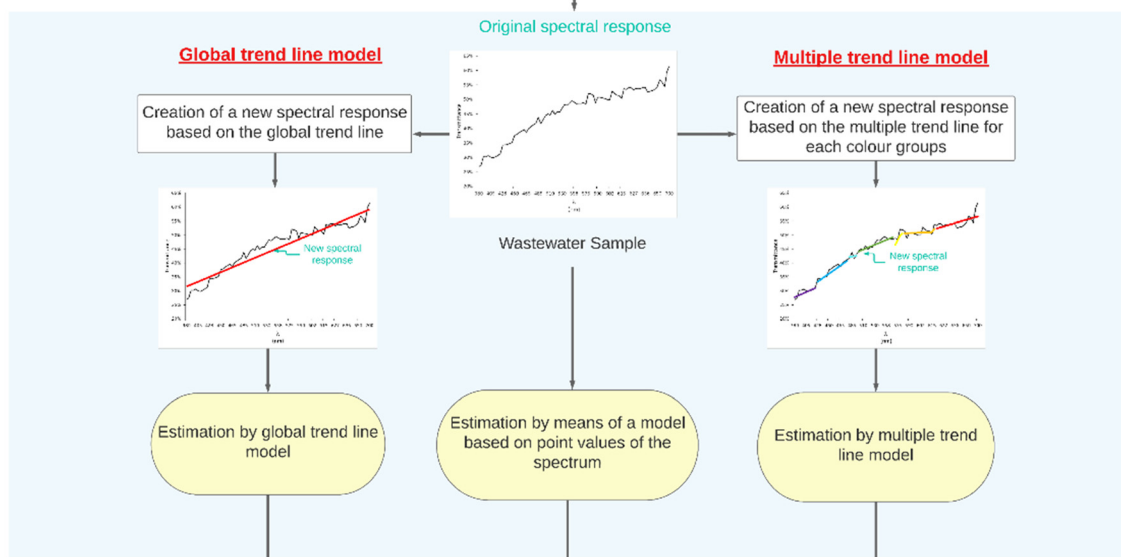 Original spectral response
Global trend line model
Multiple trend line model
Creation of a new spectral response
based on the global trend line
Creation of a new spectral response
based on the multiple trend line for
each colour groups
Transmittance
New spectral
response
Wastewater Sample
New spectral
response
Estimation by global trend line
model
Estimation by means of a model
based on point values of the
spectrum
Estimation by multiple trend
line model